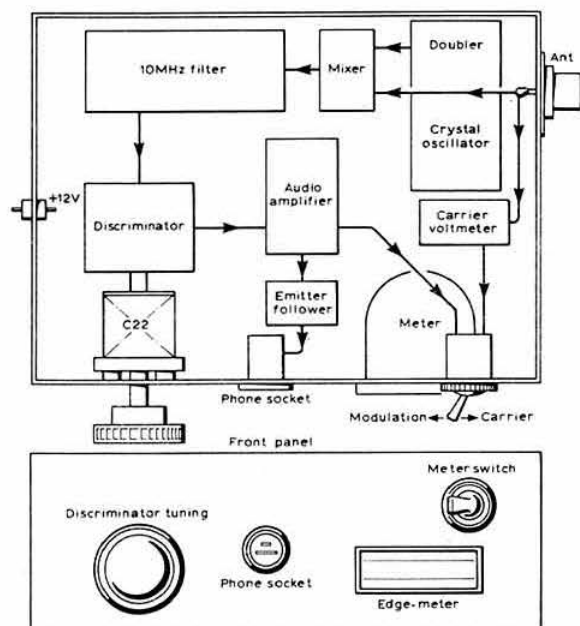 Doubler
Ant
10MHz filter
Mixer
Crystal
oscillator
Audio
amplifier
+12V
Discriminator
Carrier
voltmeter
Emitter
follower
C22
Meter
Phone socket
Modulation
Carrier
Front panel
Meter switch
Discriminator tuning
Phone socket
Edge-meter